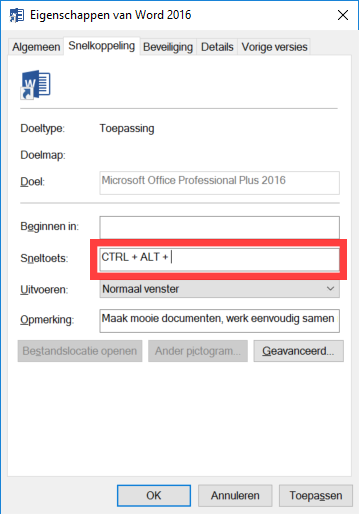 Eigenschappen van Word 2016
Algemeen Snelkoppeling Beveiliging Details Vorige versies
Doeltype: Toepassing
Doelmap:
Doel: Microsoft Office Professional Plus 2016
Beginnen in:
Sneltoets: CTRL + ALT +
Uitvoeren: Normaal venster
Opmerking: Maak mooie documenten, werk eenvoudig samen
Bestandslocatie openen Ander pictogram... Geavanceerd...
OK Annuleren Toepassen